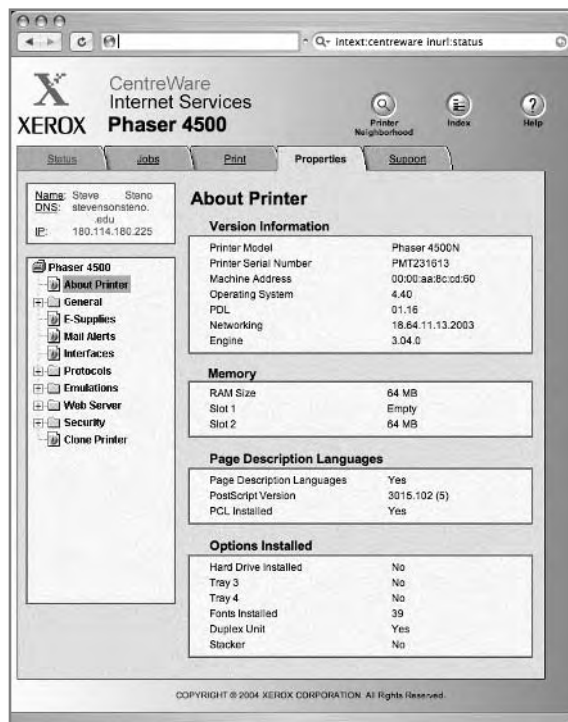 intext:centreware inurl:status
XEROX
CentreWare
Internet Services
Phaser 4500
Printer
Neighborhood
Index
?
Help
Status
Jobs
Print
Properties
Support
Name: Steve Steno
DNS: stevensonsteno.
.edu
IP: 180.114.180.225
Phaser 4500
About Printer
General
E-Supplies
Mail Alerts
Interfaces
Protocols
Emulations
Web Server
Security
Clone Printer
About Printer
Version Information
Printer Model Phaser 4500N
Printer Serial Number PMT231613
Machine Address 00:00:aa:8c:cd:60
Operating System 4.40
PDL 01.16
Networking 18.64.11.13.2003
Engine 3.04.0
Memory
RAM Size 64 MB
Slot 1 Empty
Slot 2 64 MB
Page Description Languages
Page Description Languages Yes
PostScript Version 3015.102 (5)
PCL Installed Yes
Options Installed
Hard Drive Installed No
Tray 3 No
Tray 4 No
Fonts Installed 39
Duplex Unit Yes
Stacker No
COPYRIGHT © 2004 XEROX CORPORATION. All Rights Reserved.